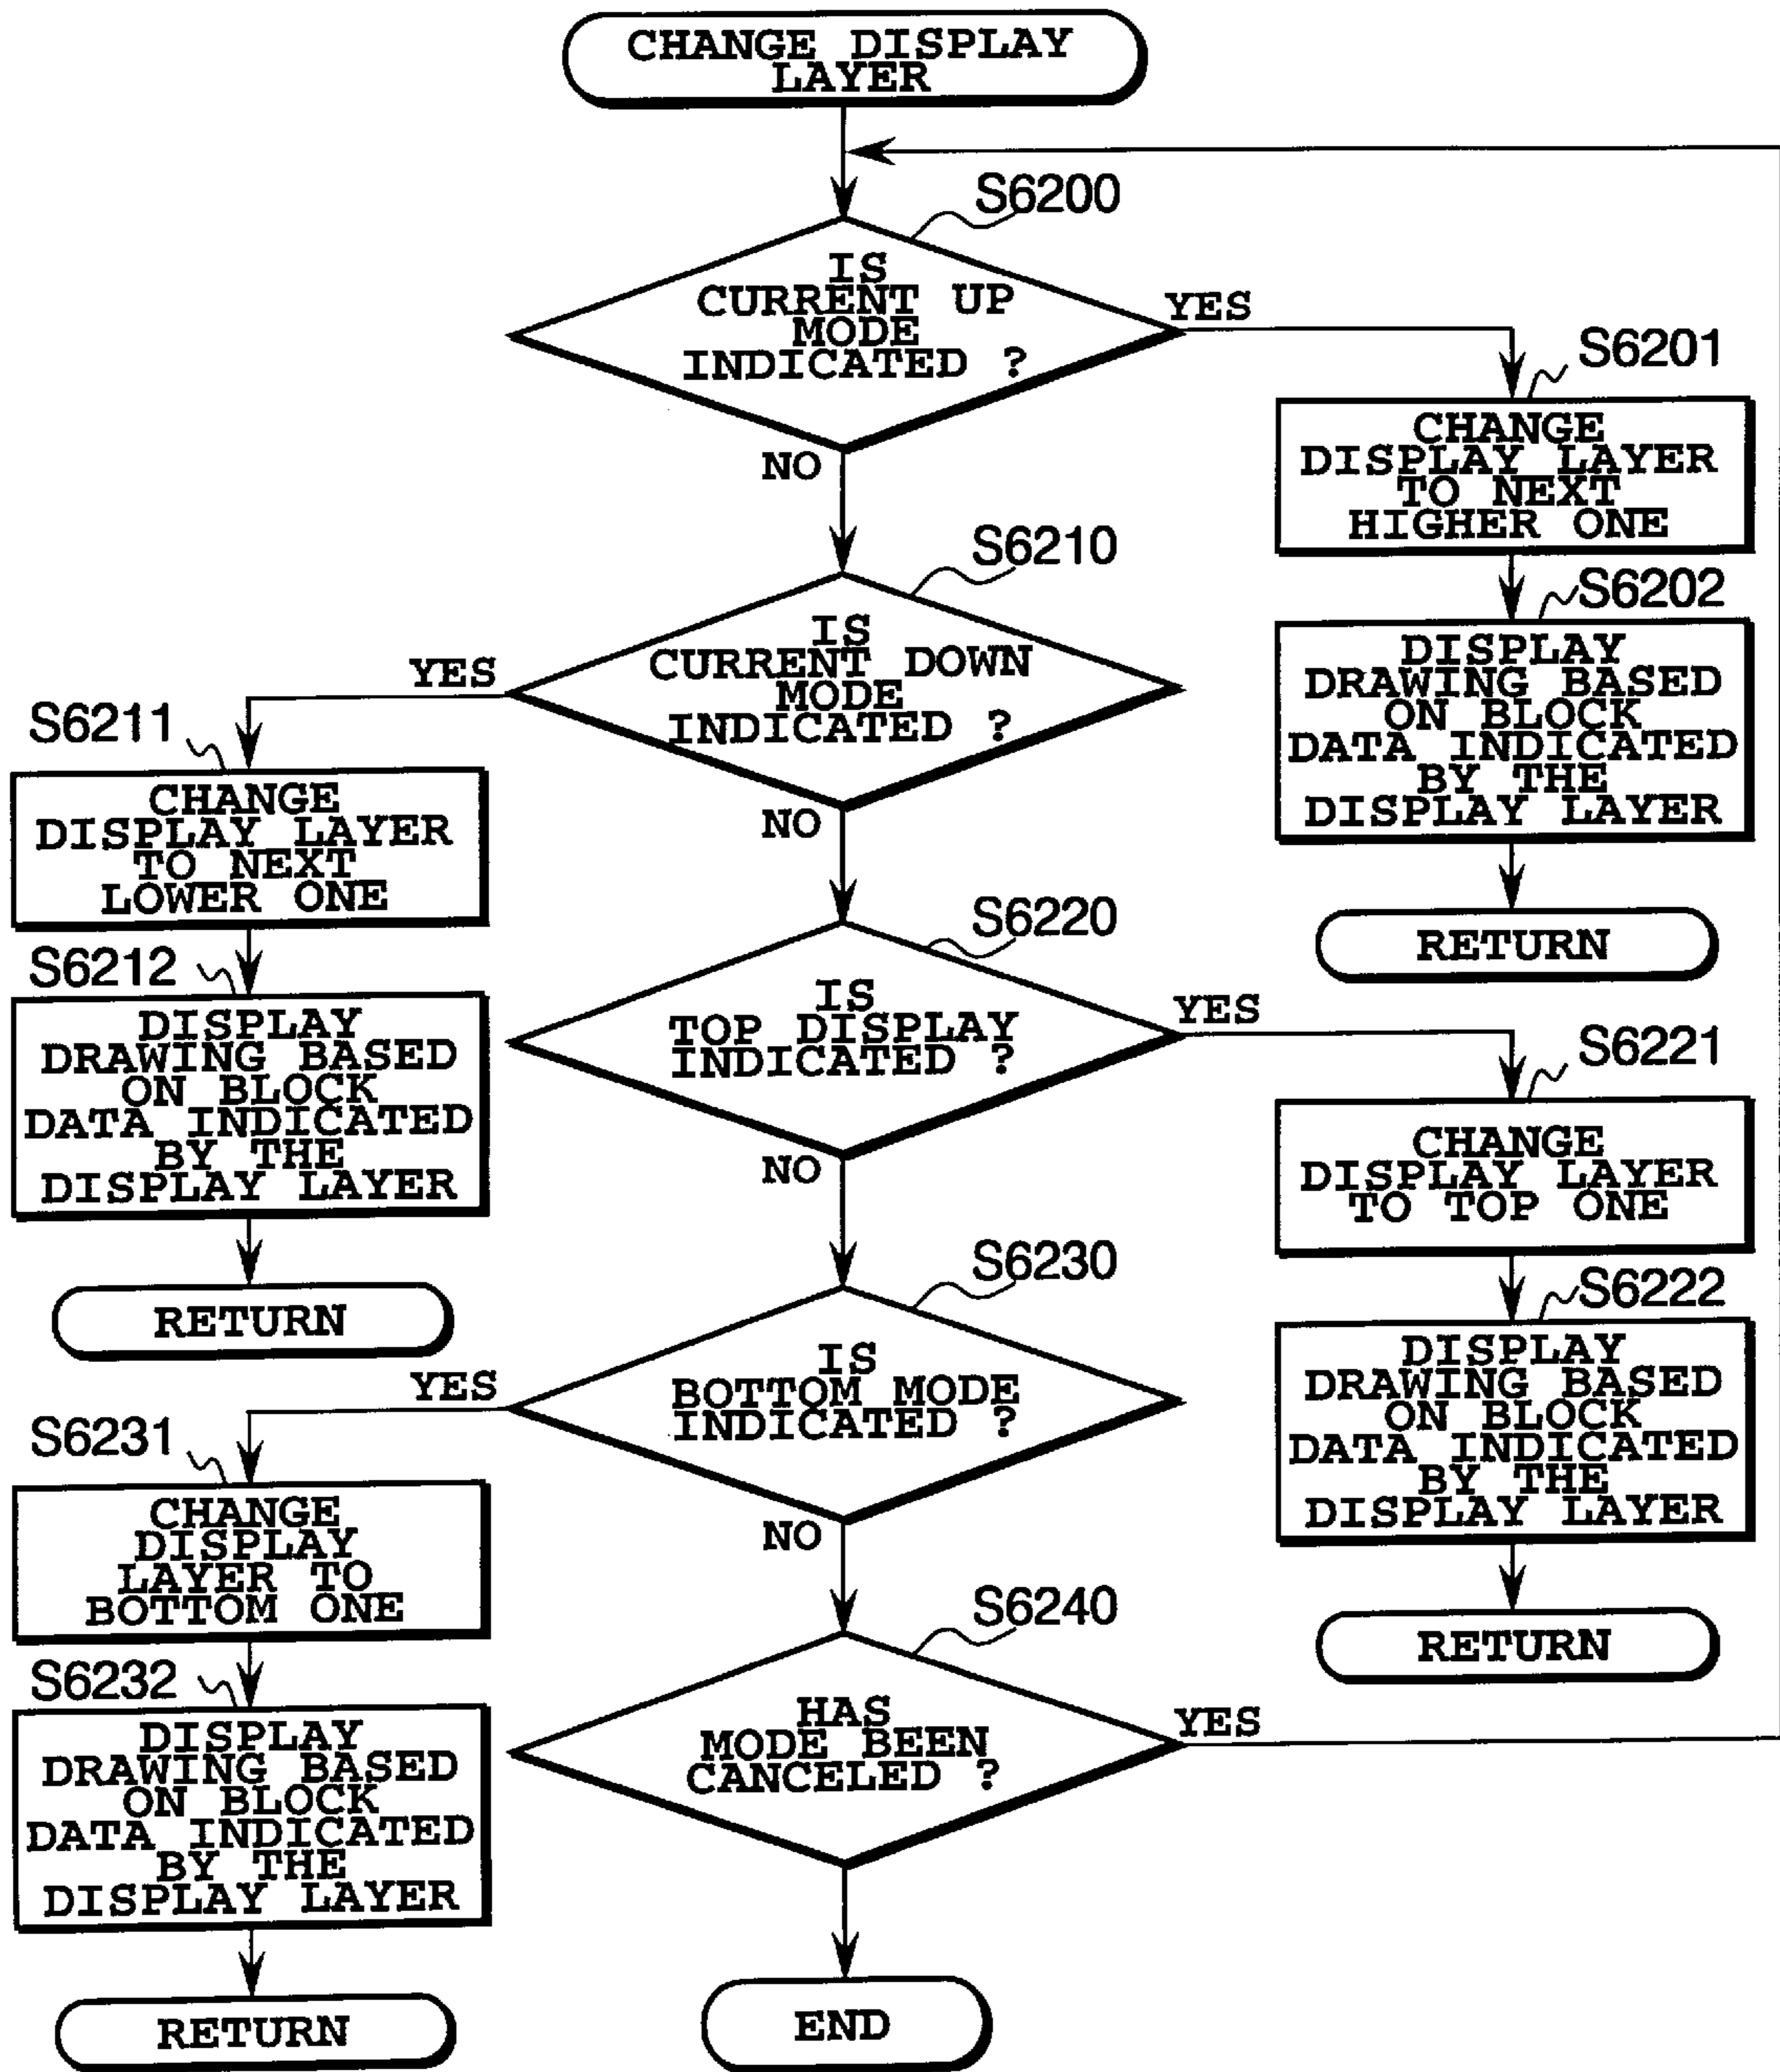 CHANGE DISPLAY
LAYER
S6200
IS
CURRENT UP
MODE
INDICATED ?
YES
NO
S6201
CHANGE
DISPLAY LAYER
TO NEXT
HIGHER ONE
S6202
DISPLAY
DRAWING BASED
ON BLOCK
DATA INDICATED
BY THE
DISPLAY LAYER
RETURN
S6210
IS
CURRENT DOWN
MODE
INDICATED ?
YES
NO
S6211
CHANGE
DISPLAY LAYER
TO NEXT
LOWER ONE
S6212
DISPLAY
DRAWING BASED
ON BLOCK
DATA INDICATED
BY THE
DISPLAY LAYER
RETURN
S6220
IS
TOP DISPLAY
INDICATED ?
YES
NO
S6221
CHANGE
DISPLAY LAYER
TO TOP ONE
S6222
DISPLAY
DRAWING BASED
ON BLOCK
DATA INDICATED
BY THE
DISPLAY LAYER
RETURN
S6230
IS
BOTTOM MODE
INDICATED ?
YES
NO
S6231
CHANGE
DISPLAY
LAYER TO
BOTTOM ONE
S6232
DISPLAY
DRAWING BASED
ON BLOCK
DATA INDICATED
BY THE
DISPLAY LAYER
RETURN
S6240
HAS
MODE BEEN
CANCELED ?
YES
END